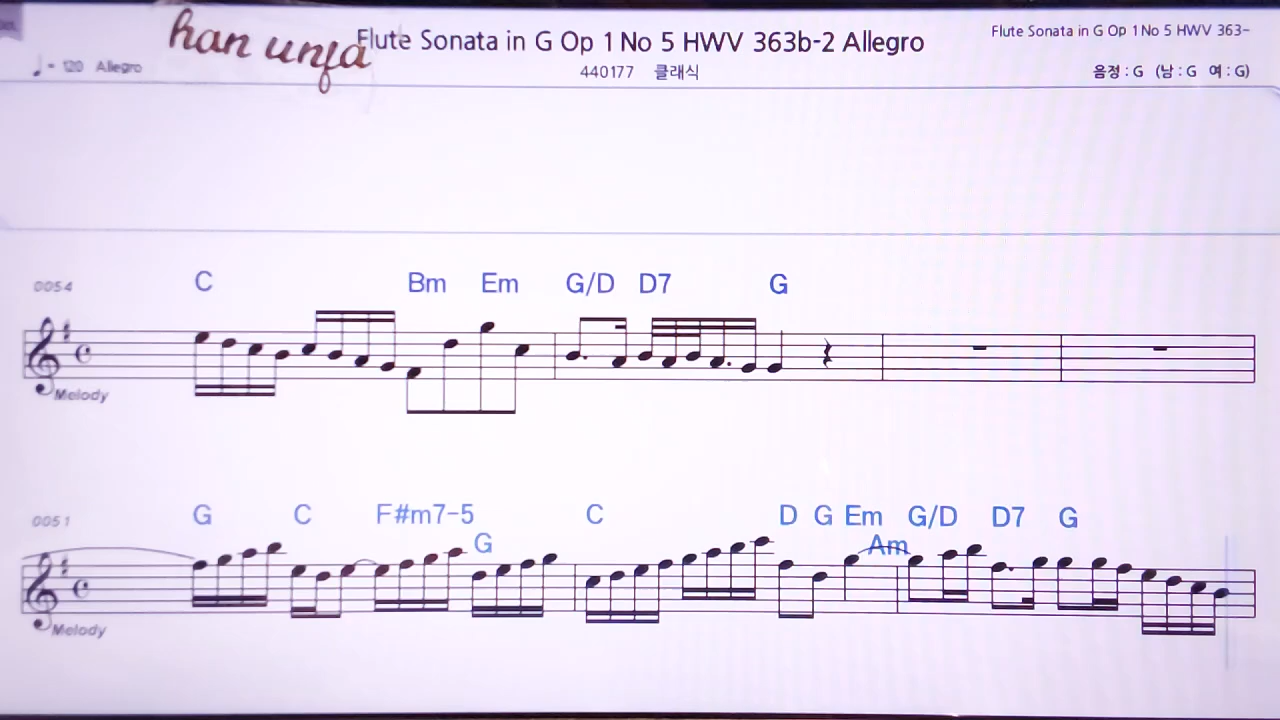 han unfa
Flute Sonata in G Op 1 No 5 HWV 363b-2 Allegro
Flute Sonata in G Op 1 No 5 HWV 363-
♩ = 120 Allegro
440177 클래식
음정 : G (남 : G 여 : G)
0054 C Bm Em G/D D7 G
Melody
0051 G C F#m7-5 G C D G Em Am G/D D7 G
Melody